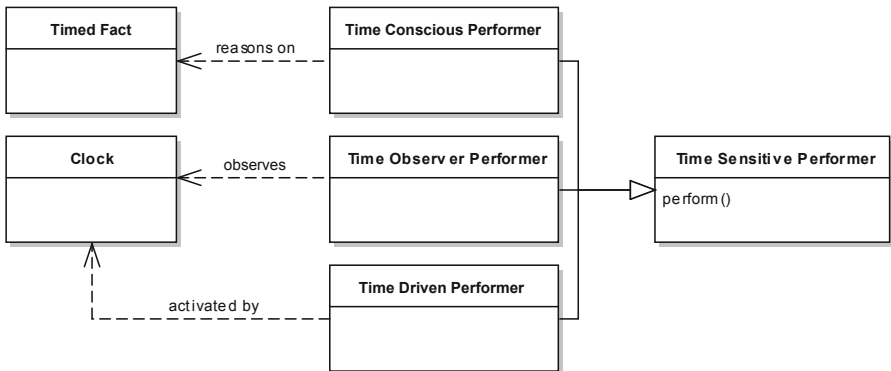 Timed Fact
reasons on
Time Conscious Performer
Clock
observes
Time Observer Performer
Time Sensitive Performer
perform()
activated by
Time Driven Performer